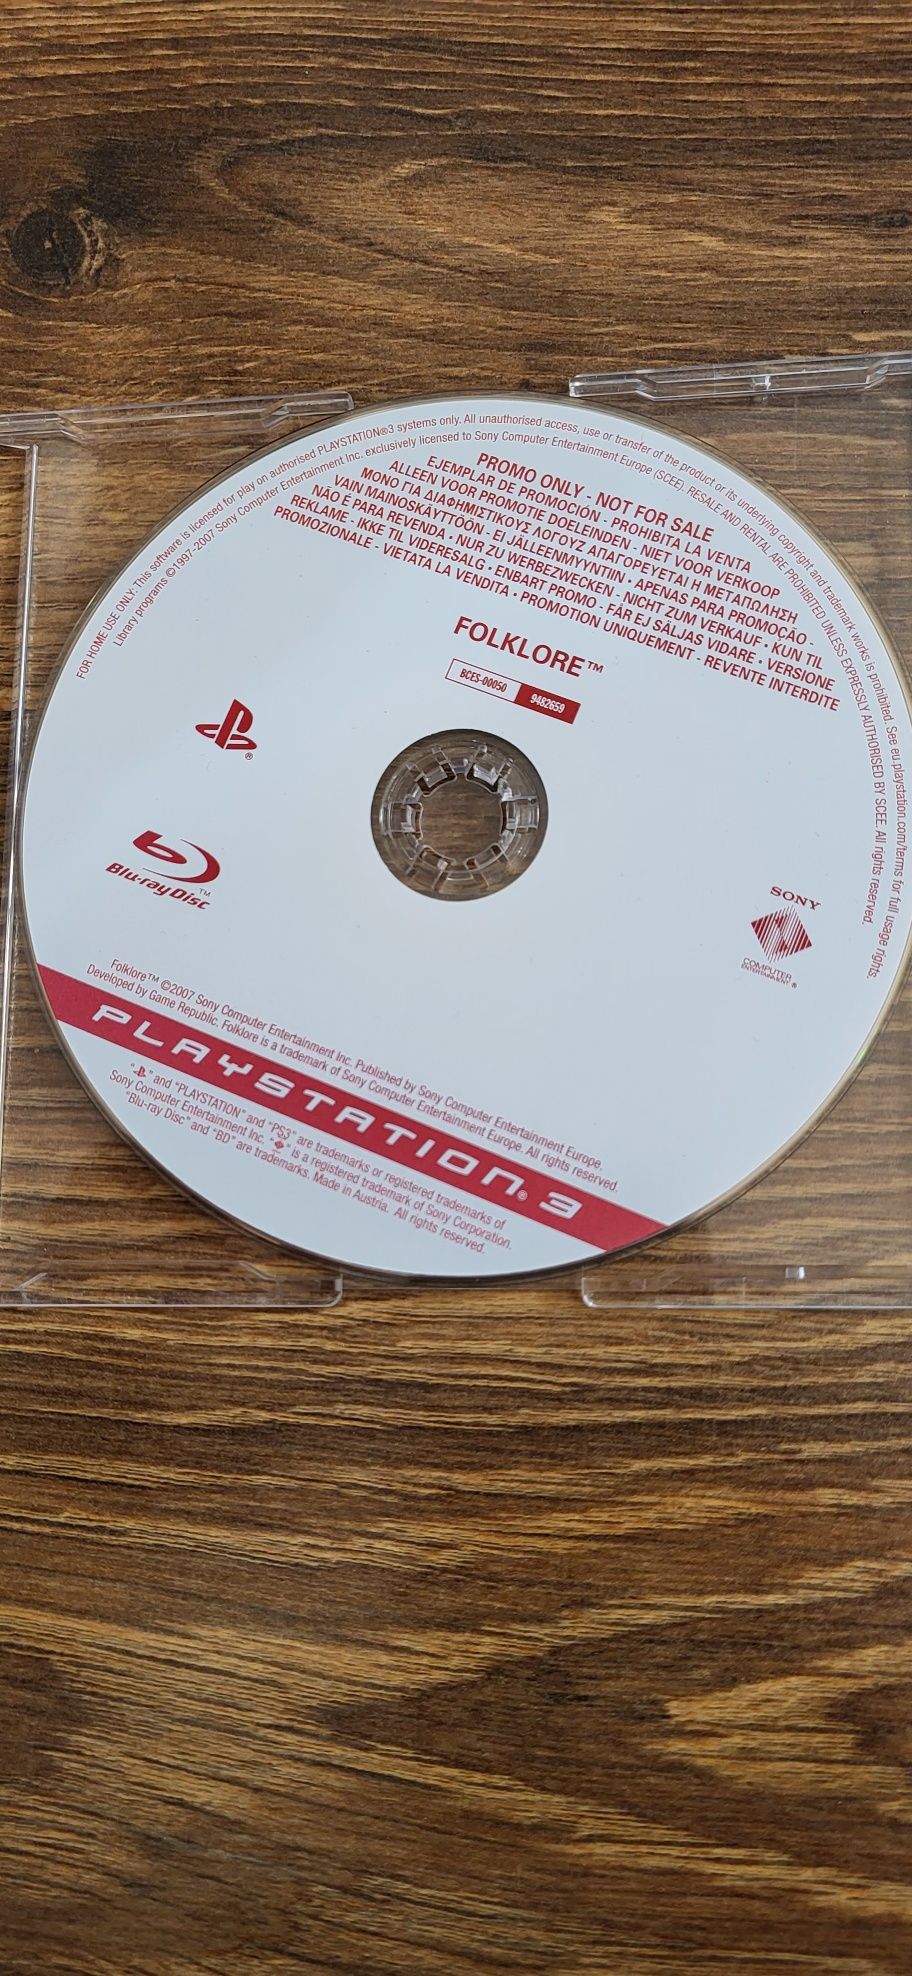 FOR HOME USE ONLY: This software is licensed for play on authorised PLAYSTATION®3 systems only. All unauthorised access, use or transfer of the product or its underlying copyright and trademark works is prohibited. See eu.playstation.com/terms for full usage rights.
Library programs ©1997-2007 Sony Computer Entertainment Inc. exclusively licensed to Sony Computer Entertainment Europe (SCEE). RESALE AND RENTAL ARE PROHIBITED UNLESS EXPRESSLY AUTHORISED BY SCEE. All rights reserved.
PROMO ONLY - NOT FOR SALE
EJEMPLAR DE PROMOCIÓN - PROHIBITA LA VENTA
ALLEEN VOOR PROMOTIE DOELEINDEN - NIET VOOR VERKOOP
ΜΟΝΟ ΓΙΑ ΔΙΑΦΗΜΙΣΤΙΚΟΥΣ ΛΟΓΟΥΣ ΑΠΑΓΟΡΕΥΕΤΑΙ Η ΜΕΤΑΠΩΛΗΣΗ
VAIN MAINOSKÄYTTÖÖN - EI JÄLLEENMYYNTIIN • APENAS PARA PROMOÇÃO -
NÃO É PARA REVENDA • NUR ZU WERBEZWECKEN - NICHT ZUM VERKAUF • KUN TIL
REKLAME - IKKE TIL VIDERESALG • ENBART PROMO - FÅR EJ SÄLJAS VIDARE • VERSIONE
PROMOZIONALE - VIETATA LA VENDITA • PROMOTION UNIQUEMENT - REVENTE INTERDITE
FOLKLORE™
BCES-00050 9482659
Blu-ray Disc™
SONY
COMPUTER
ENTERTAINMENT®
Folklore™ ©2007 Sony Computer Entertainment Inc. Published by Sony Computer Entertainment Europe.
Developed by Game Republic. Folklore is a trademark of Sony Computer Entertainment Europe. All rights reserved.
PLAYSTATION® 3
" " and "PLAYSTATION" and "PS3" are trademarks or registered trademarks of
Sony Computer Entertainment Inc. " " is a registered trademark of Sony Corporation.
"Blu-ray Disc" and "BD" are trademarks. Made in Austria. All rights reserved.